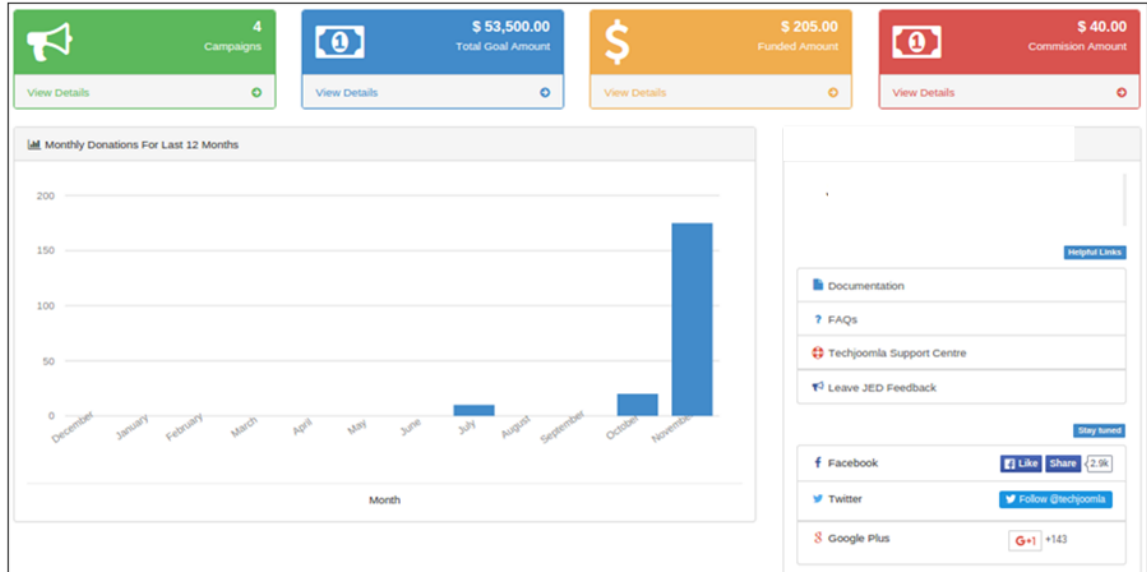 4
Campaigns
View Details
$ 53,500.00
Total Goal Amount
View Details
$ 205.00
Funded Amount
View Details
$ 40.00
Commision Amount
View Details
Monthly Donations For Last 12 Months
200
150
100
50
0
December January February March April May June July August September October November
Month
Helpful Links
Documentation
? FAQs
Techjoomla Support Centre
Leave JED Feedback
Stay tuned
Facebook Like Share 2.9k
Twitter Follow @techjoomla
Google Plus G+1 +143